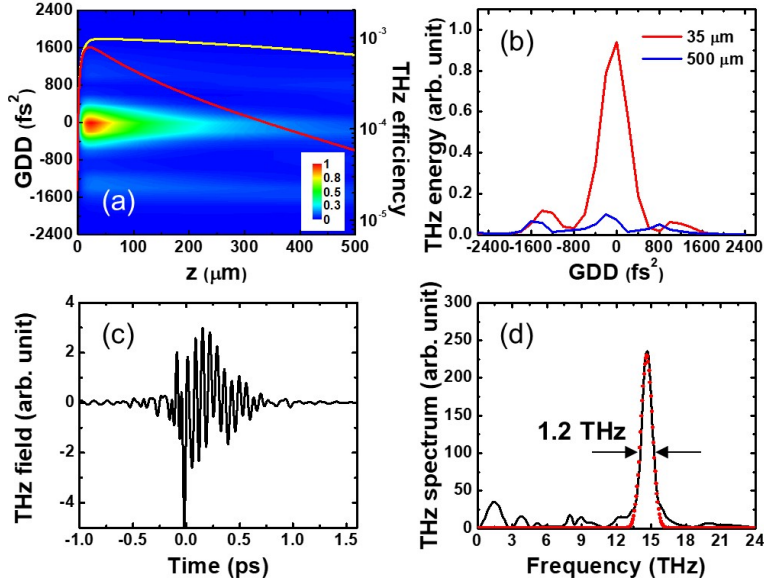 2400
1600
800
0
-800
-1600
-2400
GDD (fs²)
(a)
1
0.8
0.5
0.3
0
10⁻³
10⁻⁴
10⁻⁵
THz efficiency
0 100 200 300 400 500
z (μm)
(b)
35 μm
500 μm
1.0
0.8
0.6
0.4
0.2
0.0
THz energy (arb. unit)
-2400 -1600 -800 0 800 1600 2400
GDD (fs²)
(c)
4
2
0
-2
-4
THz field (arb. unit)
-1.0 -0.5 0.0 0.5 1.0 1.5
Time (ps)
(d)
300
250
200
150
100
50
0
THz spectrum (arb. unit)
1.2 THz
0 3 6 9 12 15 18 21 24
Frequency (THz)